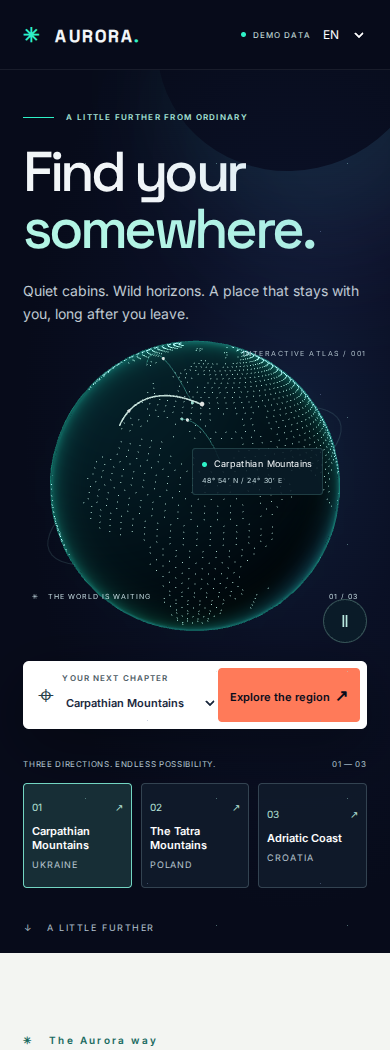 AURORA.
DEMO DATA
EN
A LITTLE FURTHER FROM ORDINARY
Find your
somewhere.
Quiet cabins. Wild horizons. A place that stays with
you, long after you leave.
INTERACTIVE ATLAS / 001
Carpathian Mountains
48° 54' N / 24° 30' E
THE WORLD IS WAITING
01 / 03
YOUR NEXT CHAPTER
Carpathian Mountains
Explore the region ↗
THREE DIRECTIONS. ENDLESS POSSIBILITY.
01 — 03
01 ↗
Carpathian
Mountains
UKRAINE
02 ↗
The Tatra
Mountains
POLAND
03 ↗
Adriatic Coast
CROATIA
↓ A LITTLE FURTHER
The Aurora way